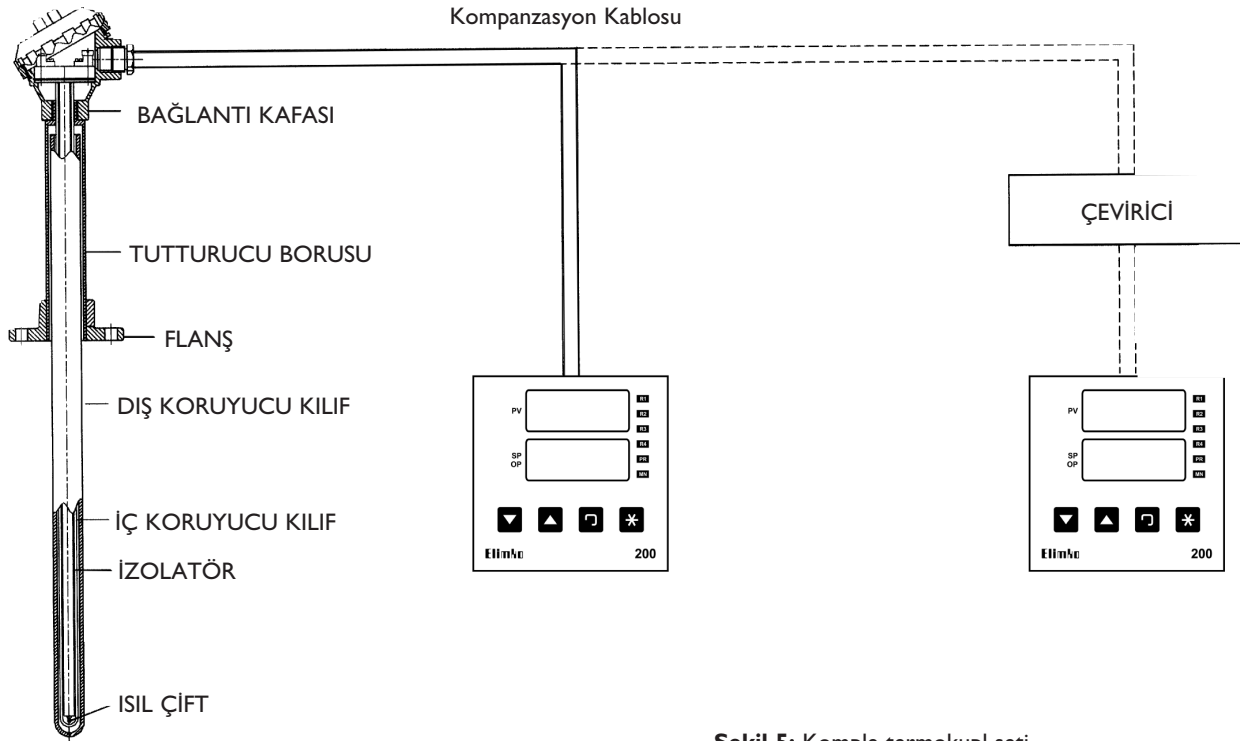 Kompanzasyon Kablosu
BAĞLANTI KAFASI
TUTTURUCU BORUSU
FLANŞ
DIŞ KORUYUCU KILIF
İÇ KORUYUCU KILIF
İZOLATÖR
ISIL ÇİFT
PV
SP
OP
R1
R2
R3
R4
PR
MN
Elimko 200
ÇEVİRİCİ
PV
SP
OP
R1
R2
R3
R4
PR
MN
Elimko 200
Şekil 5: Komple termokupl seti